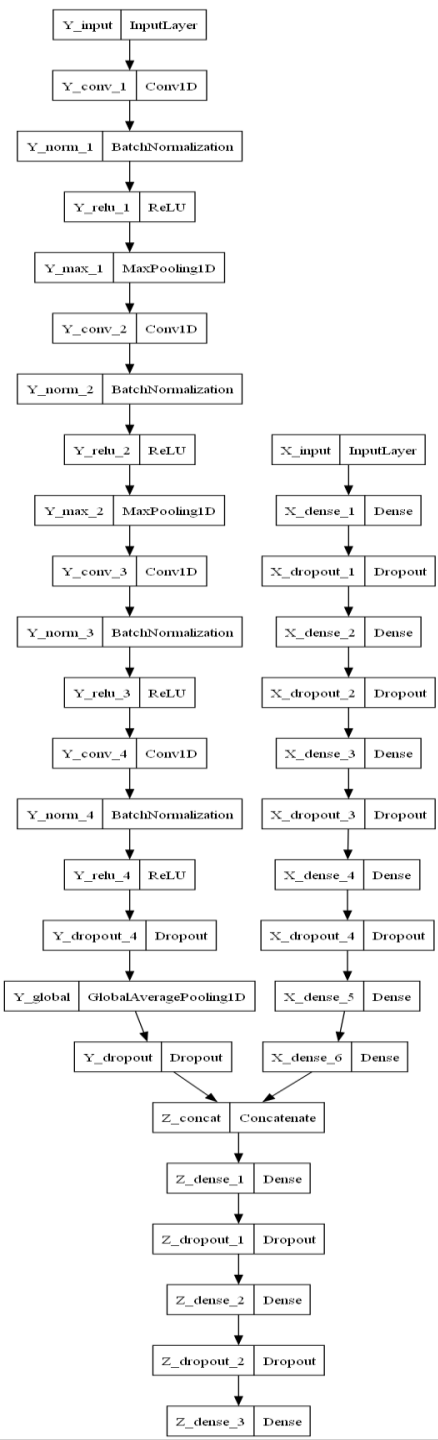 Y_input InputLayer
Y_conv_1 Conv1D
Y_norm_1 BatchNormalization
Y_relu_1 ReLU
Y_max_1 MaxPooling1D
Y_conv_2 Conv1D
Y_norm_2 BatchNormalization
Y_relu_2 ReLU
Y_max_2 MaxPooling1D
Y_conv_3 Conv1D
Y_norm_3 BatchNormalization
Y_relu_3 ReLU
Y_conv_4 Conv1D
Y_norm_4 BatchNormalization
Y_relu_4 ReLU
Y_dropout_4 Dropout
Y_global GlobalAveragePooling1D
Y_dropout Dropout
X_input InputLayer
X_dense_1 Dense
X_dropout_1 Dropout
X_dense_2 Dense
X_dropout_2 Dropout
X_dense_3 Dense
X_dropout_3 Dropout
X_dense_4 Dense
X_dropout_4 Dropout
X_dense_5 Dense
X_dense_6 Dense
Z_concat Concatenate
Z_dense_1 Dense
Z_dropout_1 Dropout
Z_dense_2 Dense
Z_dropout_2 Dropout
Z_dense_3 Dense